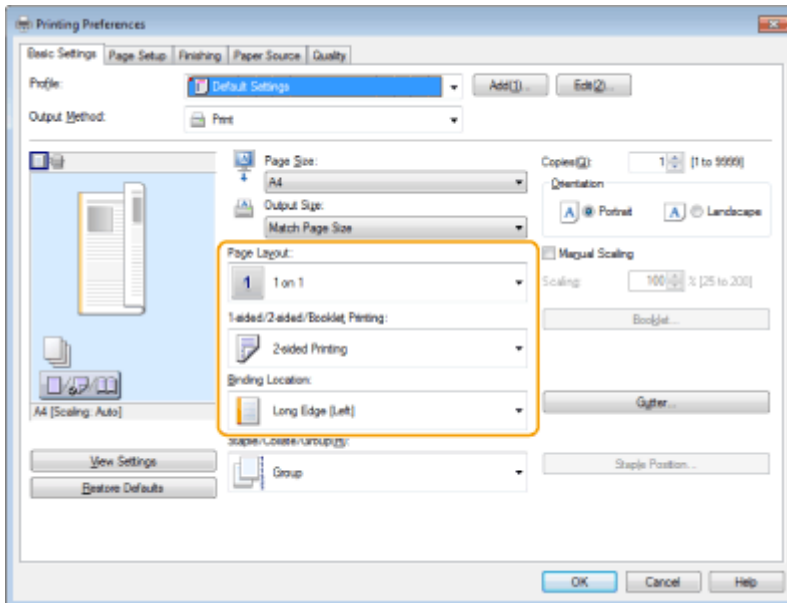 Printing Preferences
Basic Settings Page Setup Finishing Paper Source Quality
Profile: Default Settings Add(1)... Edit(2)...
Output Method: Print
Page Size:
A4
Output Size:
Match Page Size
Copies(Q): 1 [1 to 9999]
Orientation
A Portrait A Landscape
Page Layout:
1 1 on 1
Manual Scaling
Scaling: 100 % [25 to 200]
1-sided/2-sided/Booklet Printing:
2-sided Printing
Booklet...
Binding Location:
Long Edge (Left)
Gutter...
A4 [Scaling: Auto]
Staple/Collate/Group(R):
Group
Staple Position...
View Settings
Restore Defaults
OK Cancel Help